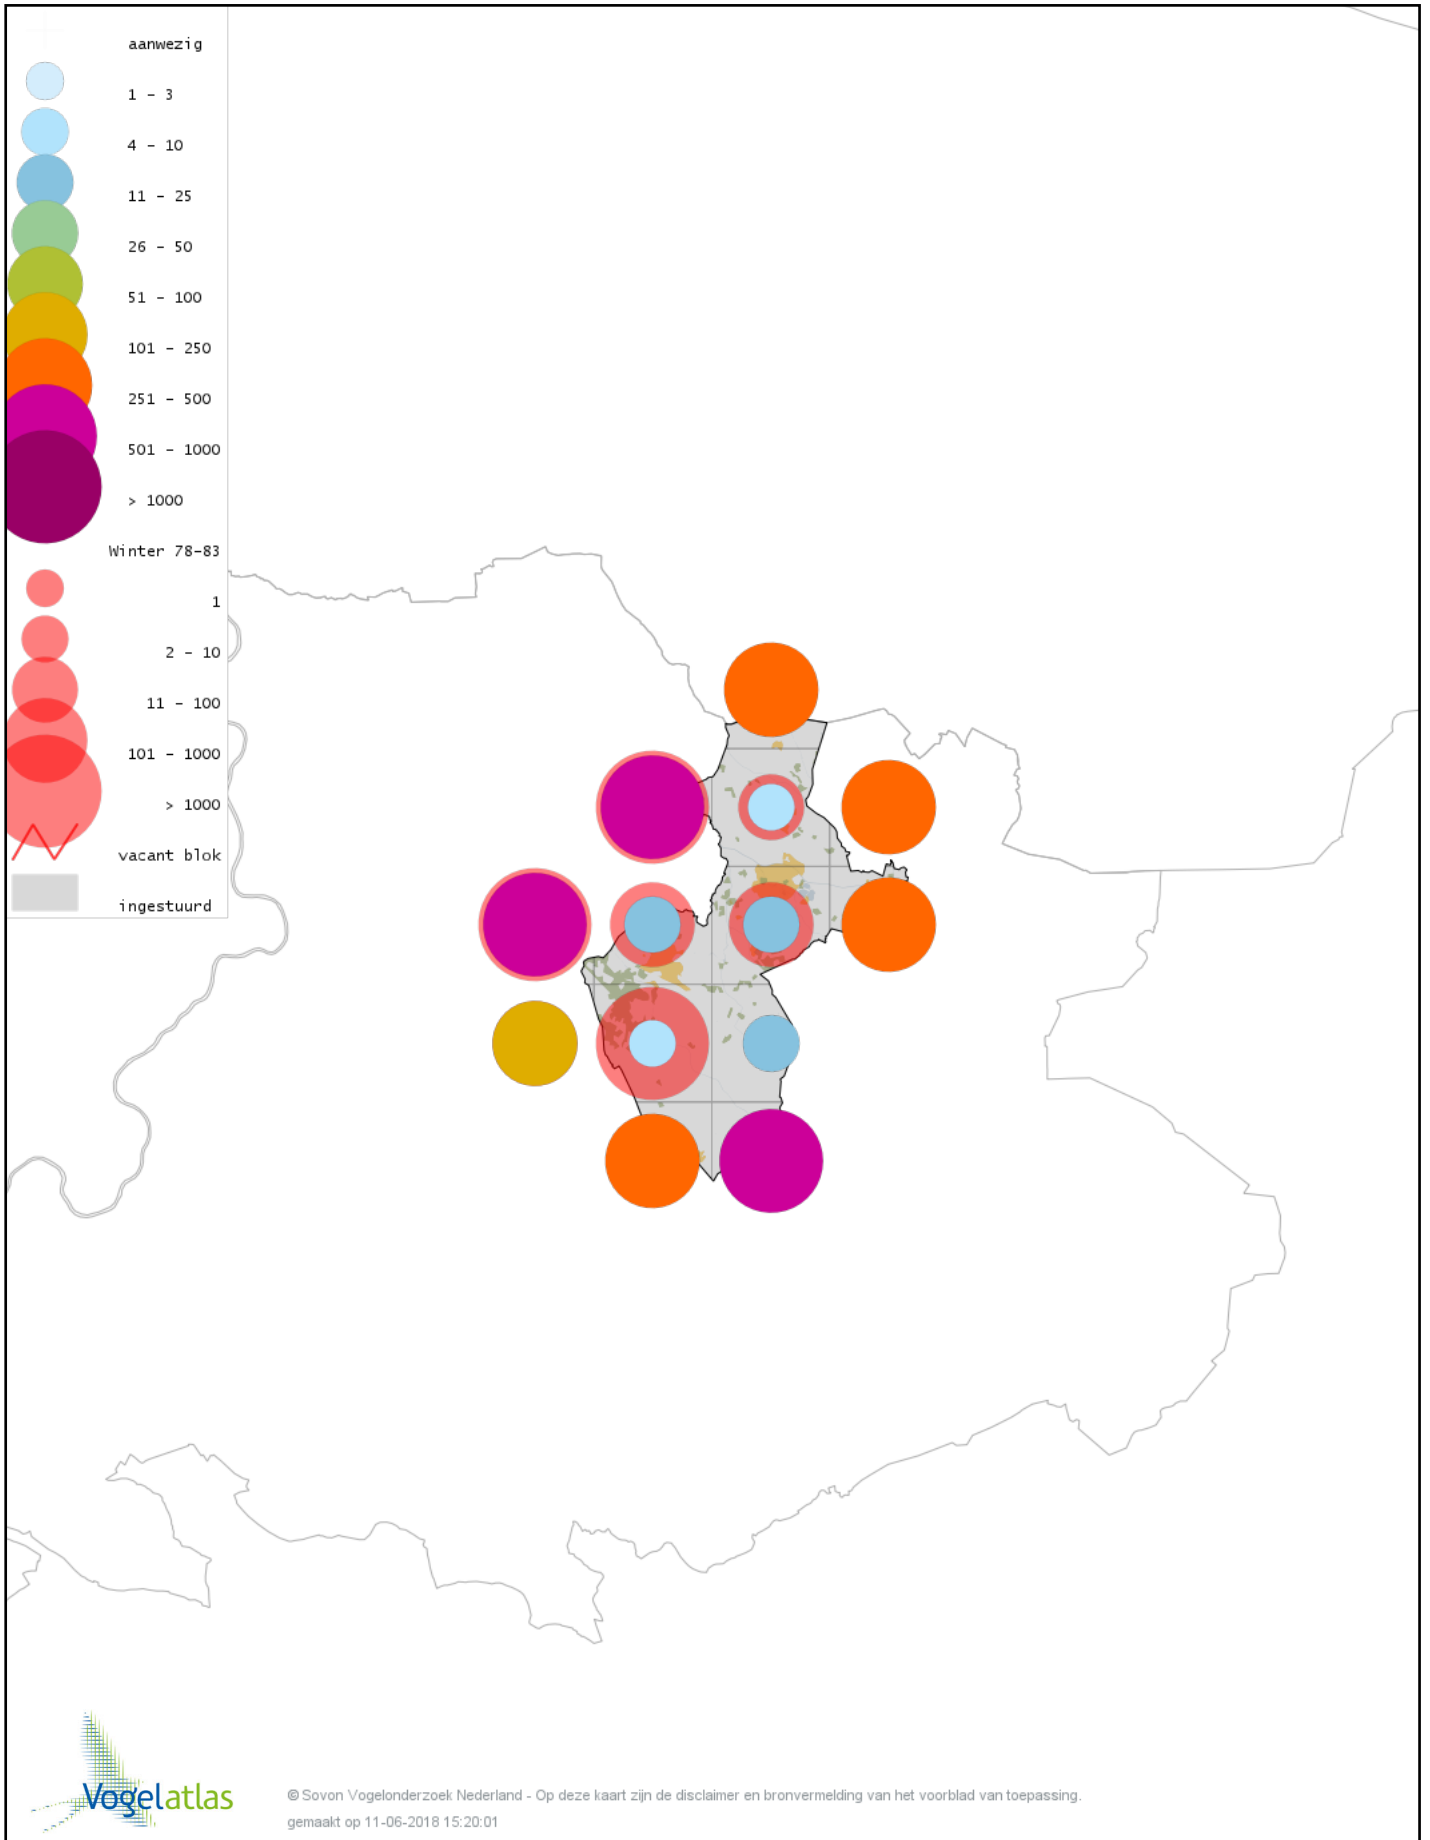 aanwezig
1 - 3
4 - 10
11 - 25
26 - 50
51 - 100
101 - 250
251 - 500
501 - 1000
> 1000
Winter 78-83
1
2 - 10
11 - 100
101 - 1000
> 1000
vacant blok
ingestuurd
Vogelatlas
© Sovon Vogelonderzoek Nederland - Op deze kaart zijn de disclaimer en bronvermelding van het voorblad van toepassing.
gemaakt op 11-06-2018 15:20:01